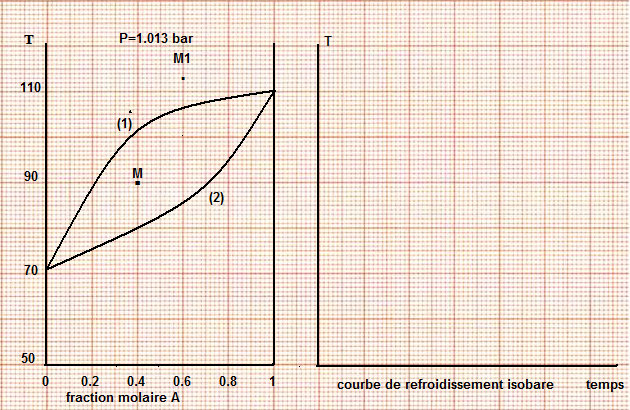 T
P=1.013 bar
T
M1
110
(1)
M
90
(2)
70
50
0 0.2 0.4 0.6 0.8 1
fraction molaire A
courbe de refroidissement isobare temps